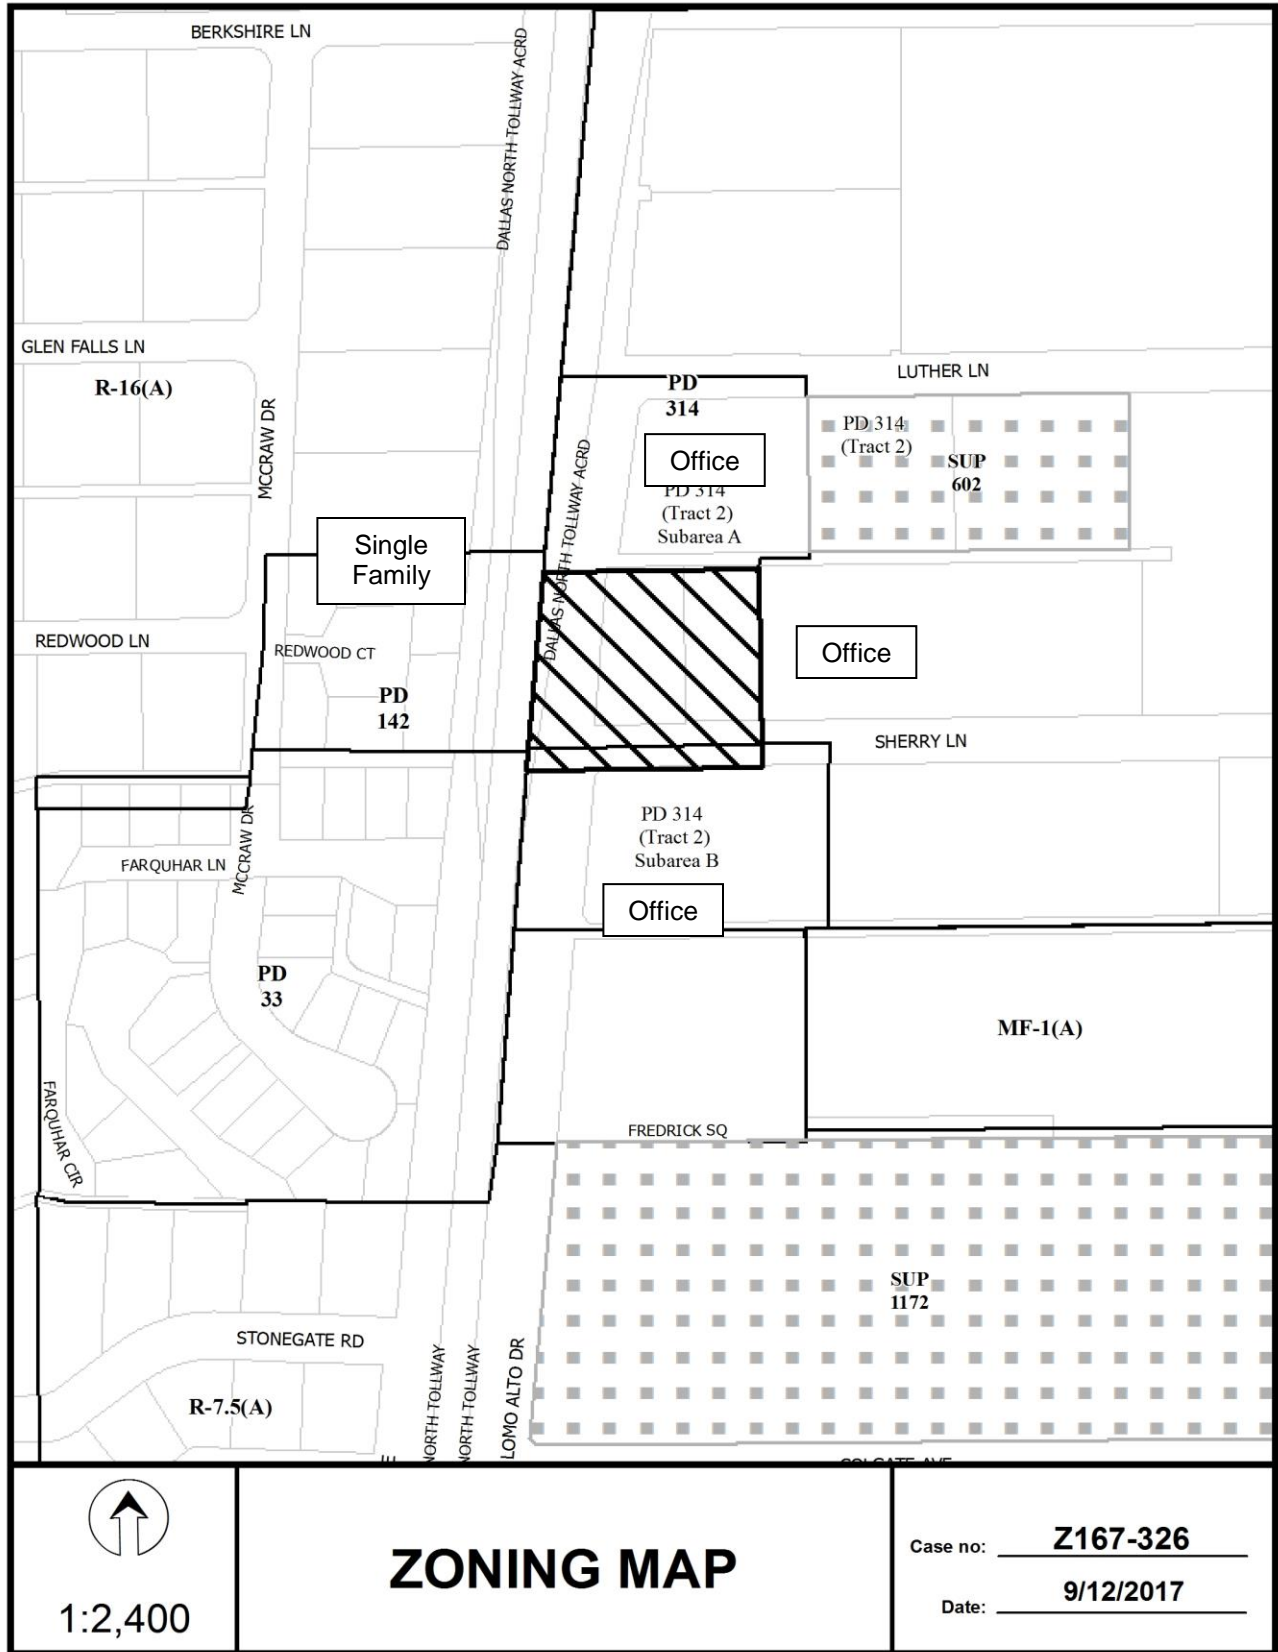 BERKSHIRE LN
DALLAS NORTH TOLLWAY ACRD
GLEN FALLS LN
R-16(A)
MCCRAW DR
LUTHER LN
PD
314
Office
PD 314
(Tract 2)
Subarea A
PD 314
(Tract 2)
SUP
602
DALLAS NORTH TOLLWAY ACRD
Single
Family
REDWOOD LN
REDWOOD CT
PD
142
Office
SHERRY LN
PD 314
(Tract 2)
Subarea B
Office
MCCRAW DR
FARQUHAR LN
PD
33
MF-1(A)
FARQUHAR CIR
FREDRICK SQ
SUP
1172
STONEGATE RD
R-7.5(A)
NORTH TOLLWAY
NORTH TOLLWAY
LOMO ALTO DR
COLGATE AVE
1:2,400
ZONING MAP
Case no: Z167-326
Date: 9/12/2017